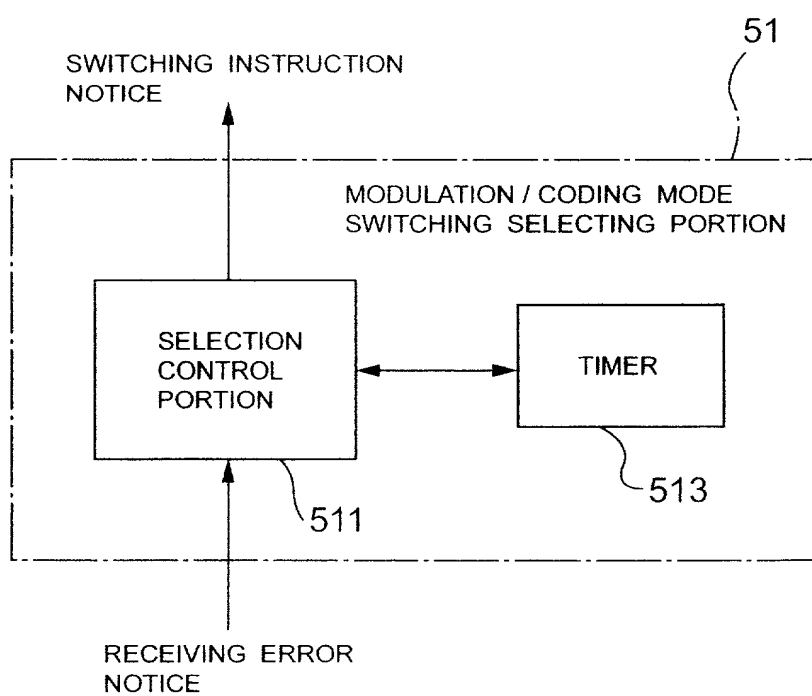 51
SWITCHING INSTRUCTION
NOTICE
MODULATION / CODING MODE
SWITCHING SELECTING PORTION
SELECTION
CONTROL
PORTION
TIMER
511
513
RECEIVING ERROR
NOTICE